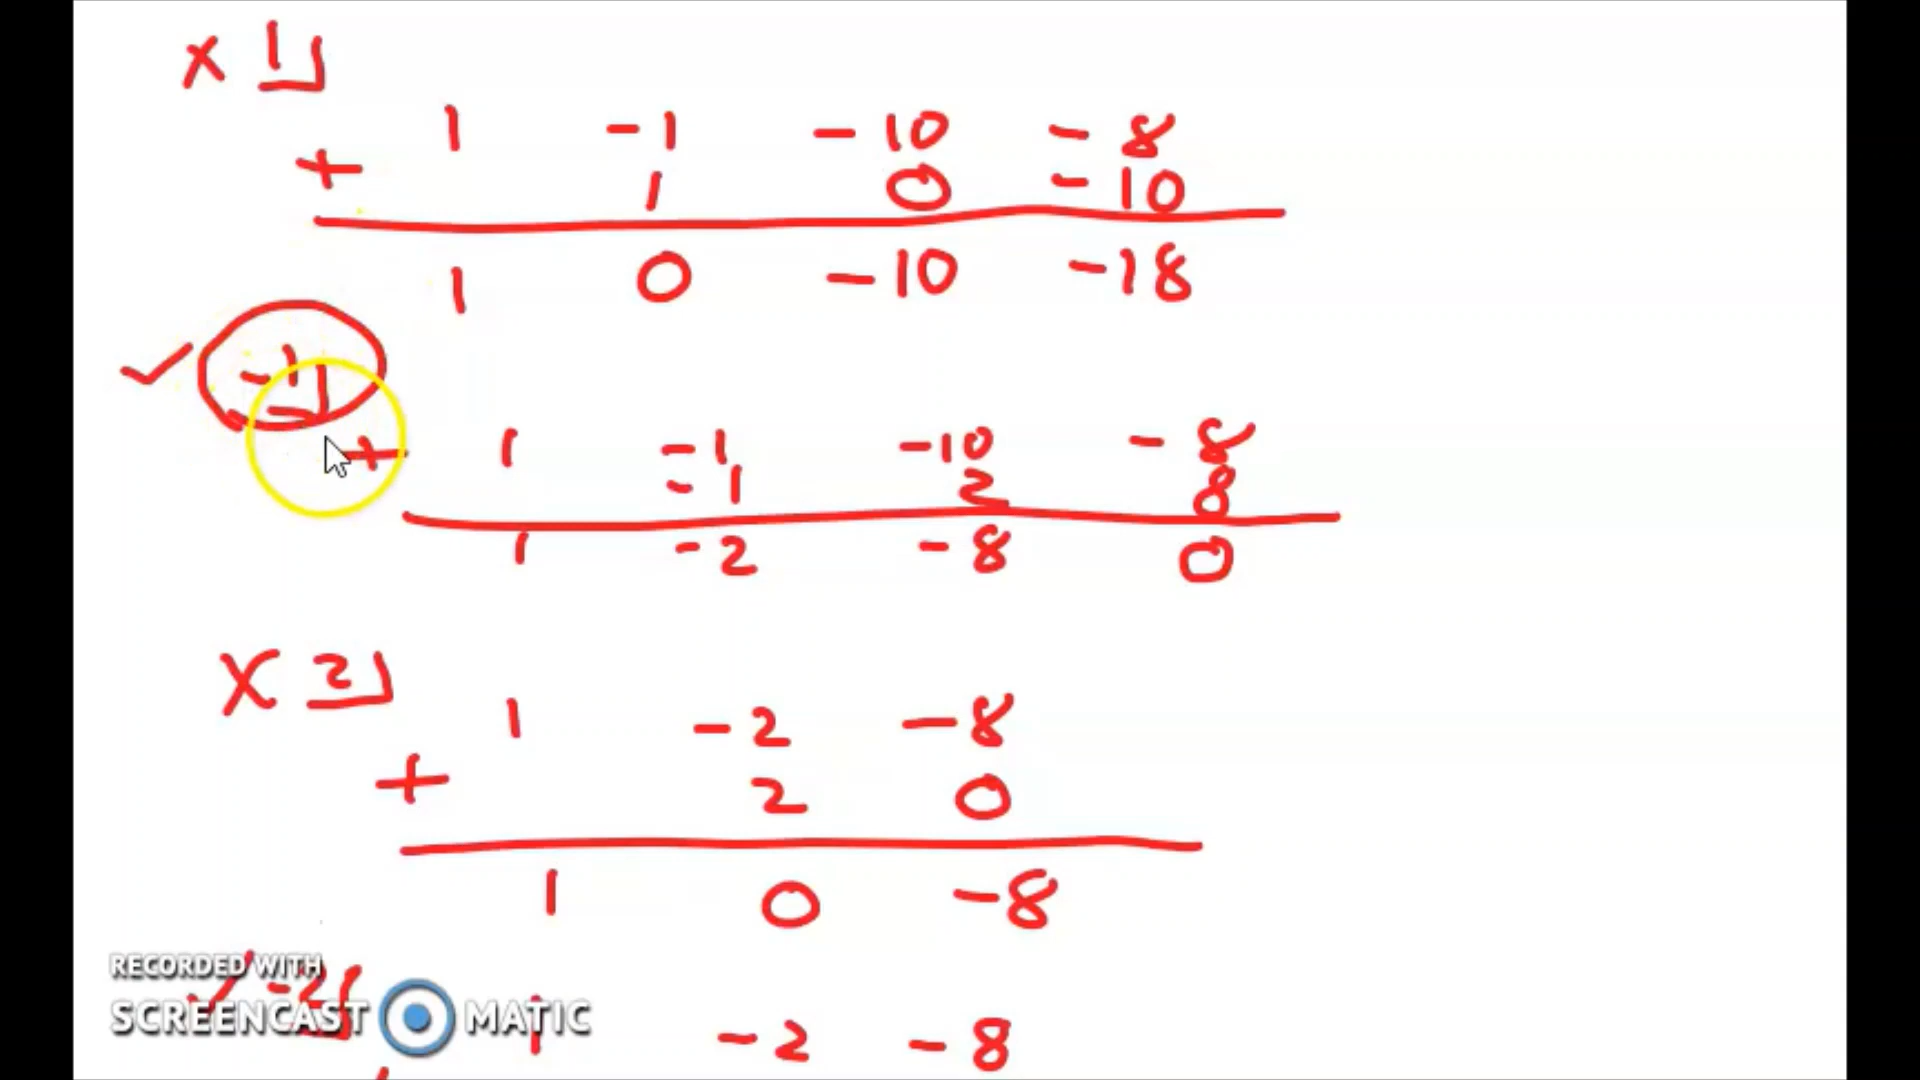 x 1
1 -1 -10 -8
+ 1 0 -10
1 0 -10 -18
✓ -1
+ 1 -1 -10 -8
-1 2 8
1 -2 -8 0
x 2
1 -2 -8
+ 2 0
1 0 -8
✓ -2
1 -2 -8
RECORDED WITH
SCREENCAST MATIC